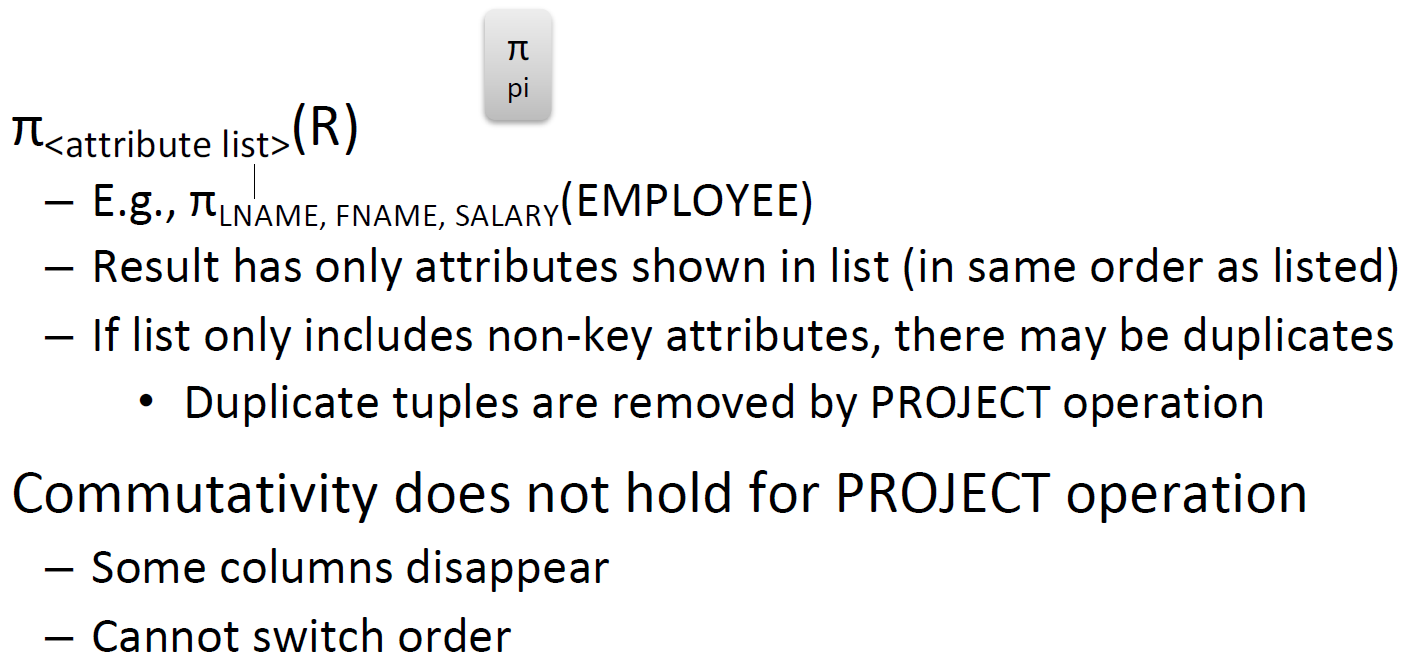 π
pi
π<attribute list>(R)
– E.g., πLNAME, FNAME, SALARY(EMPLOYEE)
– Result has only attributes shown in list (in same order as listed)
– If list only includes non-key attributes, there may be duplicates
• Duplicate tuples are removed by PROJECT operation
Commutativity does not hold for PROJECT operation
– Some columns disappear
– Cannot switch order